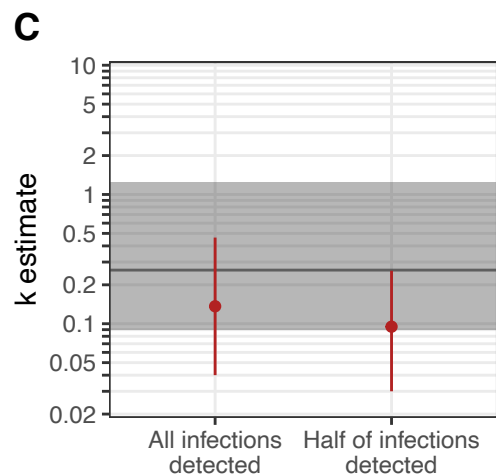 C
10
5
2
1
0.5
0.2
0.1
0.05
0.02
k estimate
All infections
detected
Half of infections
detected